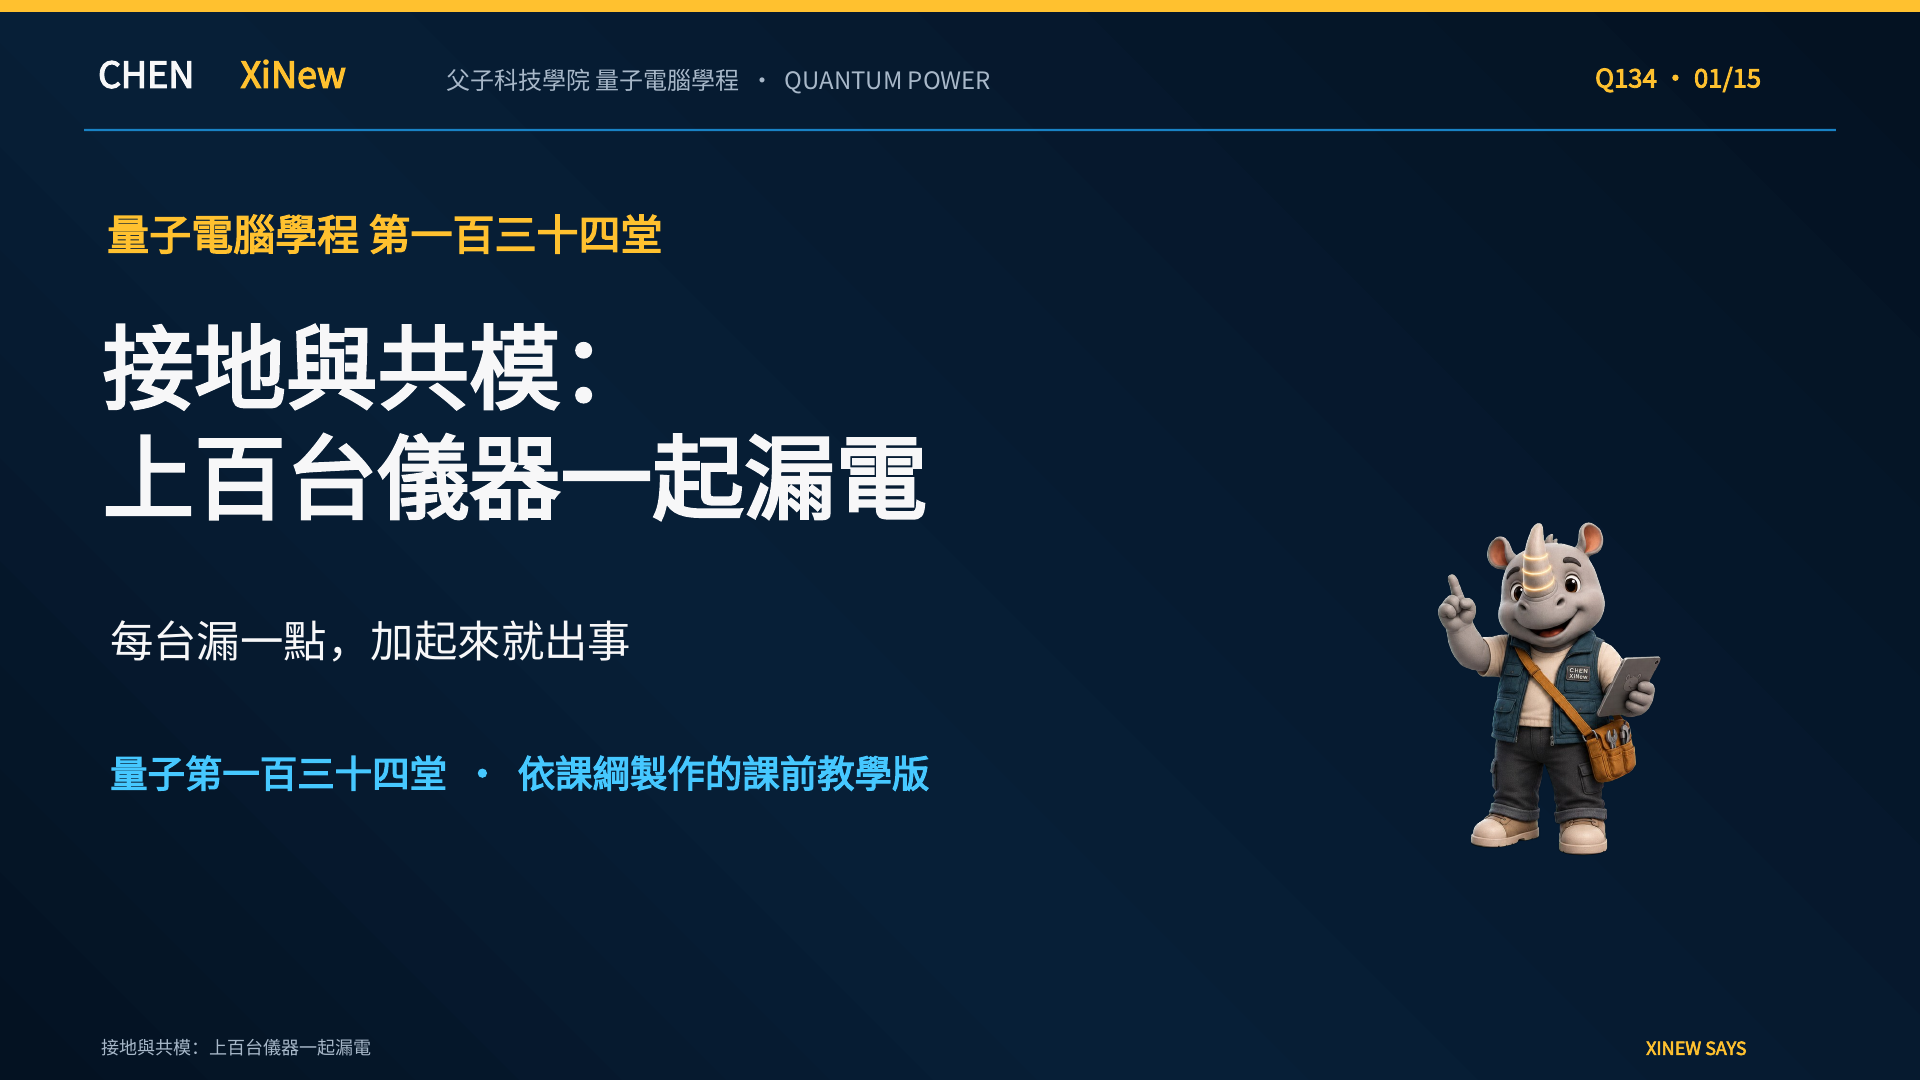 CHEN XiNew 父子科技學院 量子電腦學程 • QUANTUM POWER Q134 • 01/15
量子電腦學程 第一百三十四堂
接地與共模：
上百台儀器一起漏電
每台漏一點，加起來就出事
量子第一百三十四堂 • 依課綱製作的課前教學版
CHEN
XiNew
接地與共模：上百台儀器一起漏電 XINEW SAYS